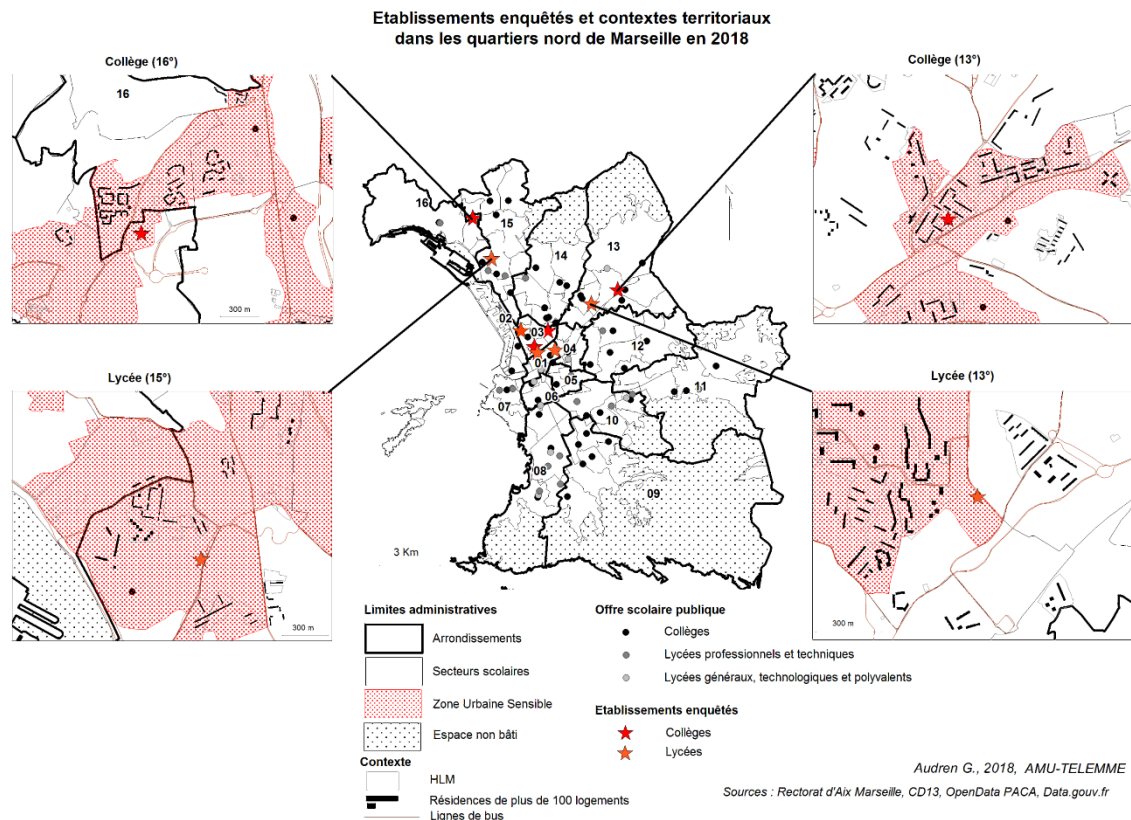 Etablissements enquêtés et contextes territoriaux
dans les quartiers nord de Marseille en 2018
Collège (16°)
16
300 m
Collège (13°)
300 m
16
15
14
13
02
03
04
01
05
06
07
12
11
10
08
09
3 Km
Lycée (15°)
300 m
Lycée (13°)
300 m
Limites administratives
Arrondissements
Secteurs scolaires
Zone Urbaine Sensible
Espace non bâti
Contexte
HLM
Résidences de plus de 100 logements
Lignes de bus
Offre scolaire publique
Collèges
Lycées professionnels et techniques
Lycées généraux, technologiques et polyvalents
Etablissements enquêtés
Collèges
Lycées
Audren G., 2018, AMU-TELEMME
Sources : Rectorat d'Aix Marseille, CD13, OpenData PACA, Data.gouv.fr